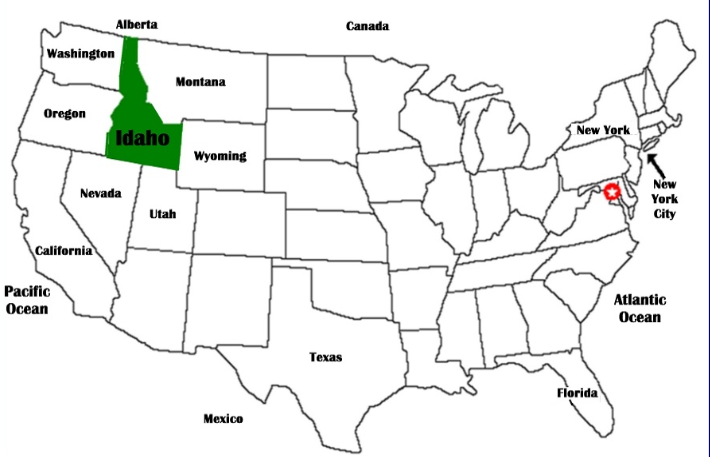 Alberta
Canada
Washington
Montana
Oregon
New York
Idaho
Wyoming
New
York
City
Nevada
Utah
California
Pacific
Ocean
Atlantic
Ocean
Texas
Florida
Mexico